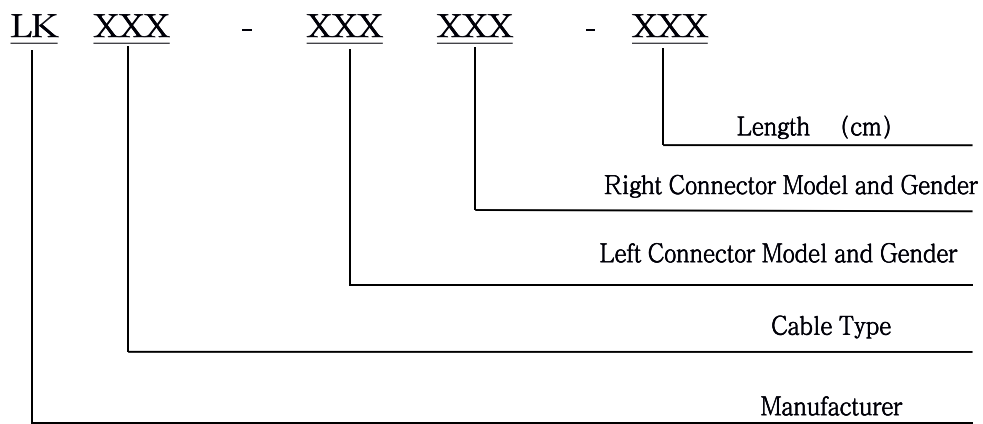 LK XXX - XXX XXX - XXX
Length (cm)
Right Connector Model and Gender
Left Connector Model and Gender
Cable Type
Manufacturer